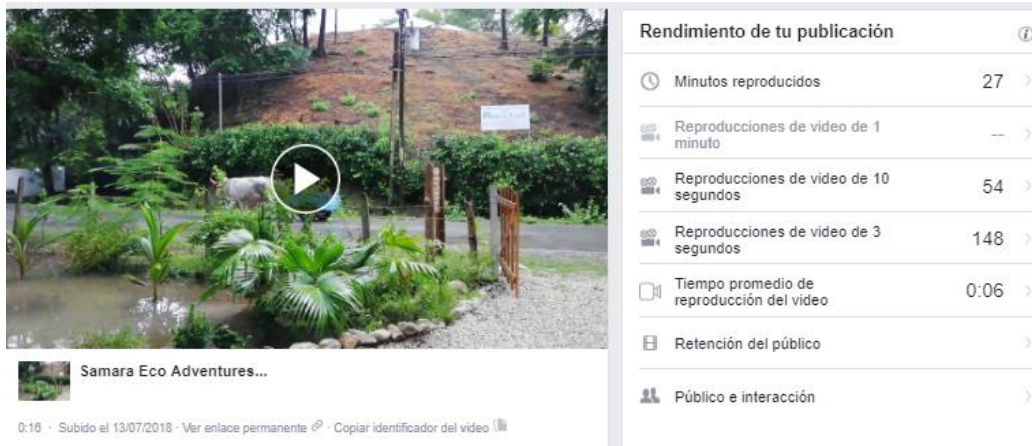 Rendimiento de tu publicación
Minutos reproducidos 27
Reproducciones de video de 1
minuto --
Reproducciones de video de 10
segundos 54
Reproducciones de video de 3
segundos 148
Tiempo promedio de
reproducción del video 0:06
Retención del público
Público e interacción
Samara Eco Adventures...
0:16 · Subido el 13/07/2018 · Ver enlace permanente · Copiar identificador del video